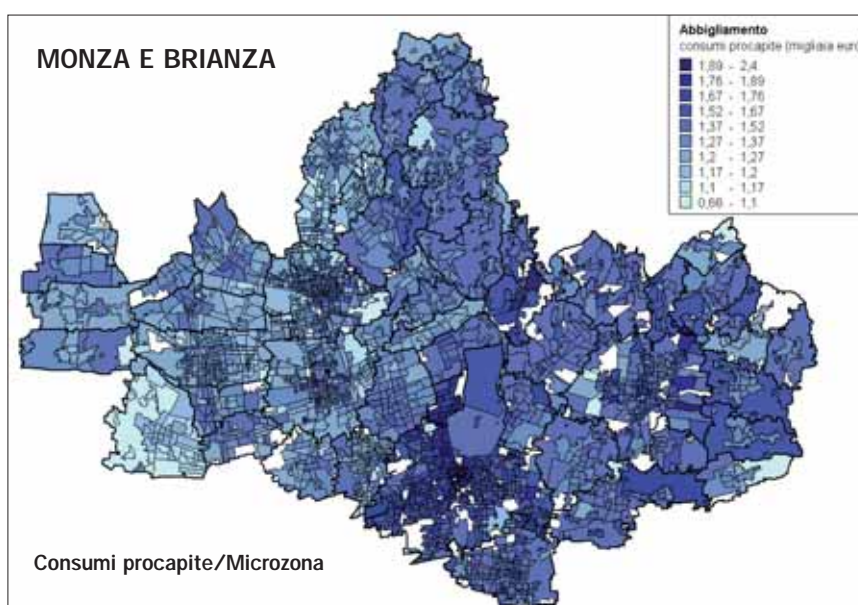 MONZA E BRIANZA
Abbigliamento
consumi procapite (migliaia euro)
1,89 - 2,4
1,76 - 1,89
1,67 - 1,76
1,52 - 1,67
1,37 - 1,52
1,27 - 1,37
1,2 - 1,27
1,17 - 1,2
1,1 - 1,17
0,66 - 1,1
Consumi procapite/Microzona